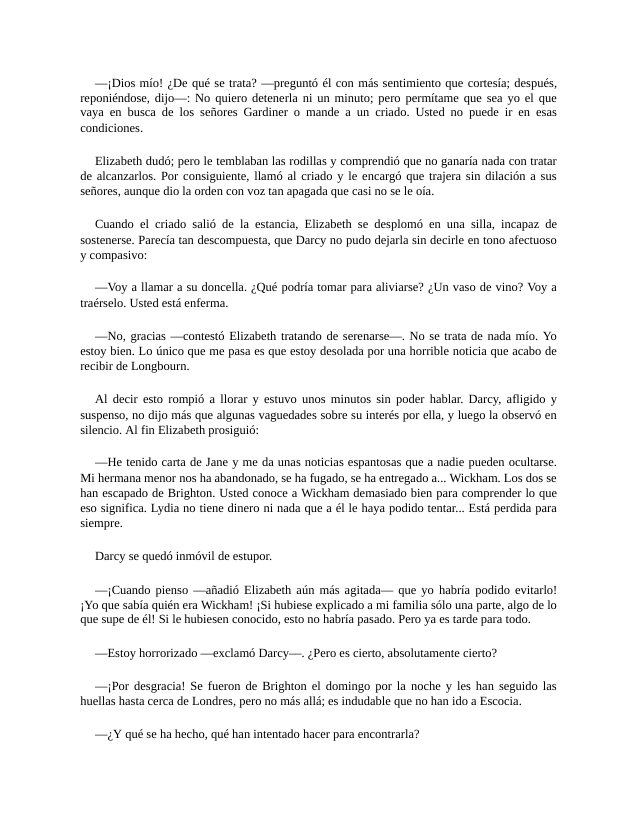 —¡Dios mío! ¿De qué se trata? —preguntó él con más sentimiento que cortesía; después,
reponiéndose, dijo—: No quiero detenerla ni un minuto; pero permítame que sea yo el que
vaya en busca de los señores Gardiner o mande a un criado. Usted no puede ir en esas
condiciones.
Elizabeth dudó; pero le temblaban las rodillas y comprendió que no ganaría nada con tratar
de alcanzarlos. Por consiguiente, llamó al criado y le encargó que trajera sin dilación a sus
señores, aunque dio la orden con voz tan apagada que casi no se le oía.
Cuando el criado salió de la estancia, Elizabeth se desplomó en una silla, incapaz de
sostenerse. Parecía tan descompuesta, que Darcy no pudo dejarla sin decirle en tono afectuoso
y compasivo:
—Voy a llamar a su doncella. ¿Qué podría tomar para aliviarse? ¿Un vaso de vino? Voy a
traérselo. Usted está enferma.
—No, gracias —contestó Elizabeth tratando de serenarse—. No se trata de nada mío. Yo
estoy bien. Lo único que me pasa es que estoy desolada por una horrible noticia que acabo de
recibir de Longbourn.
Al decir esto rompió a llorar y estuvo unos minutos sin poder hablar. Darcy, afligido y
suspenso, no dijo más que algunas vaguedades sobre su interés por ella, y luego la observó en
silencio. Al fin Elizabeth prosiguió:
—He tenido carta de Jane y me da unas noticias espantosas que a nadie pueden ocultarse.
Mi hermana menor nos ha abandonado, se ha fugado, se ha entregado a... Wickham. Los dos se
han escapado de Brighton. Usted conoce a Wickham demasiado bien para comprender lo que
eso significa. Lydia no tiene dinero ni nada que a él le haya podido tentar... Está perdida para
siempre.
Darcy se quedó inmóvil de estupor.
—¡Cuando pienso —añadió Elizabeth aún más agitada— que yo habría podido evitarlo!
¡Yo que sabía quién era Wickham! ¡Si hubiese explicado a mi familia sólo una parte, algo de lo
que supe de él! Si le hubiesen conocido, esto no habría pasado. Pero ya es tarde para todo.
—Estoy horrorizado —exclamó Darcy—. ¿Pero es cierto, absolutamente cierto?
—¡Por desgracia! Se fueron de Brighton el domingo por la noche y les han seguido las
huellas hasta cerca de Londres, pero no más allá; es indudable que no han ido a Escocia.
—¿Y qué se ha hecho, qué han intentado hacer para encontrarla?